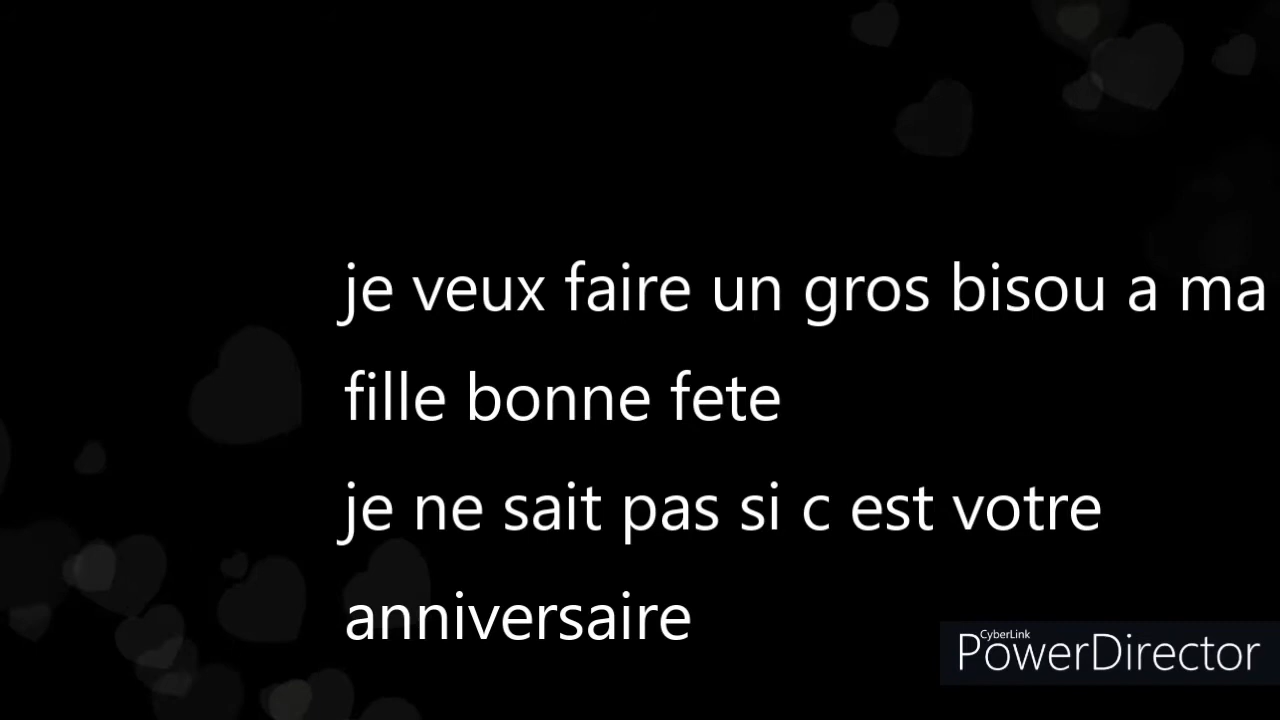 je veux faire un gros bisou a ma
fille bonne fete
je ne sait pas si c est votre
anniversaire
CyberLink
PowerDirector